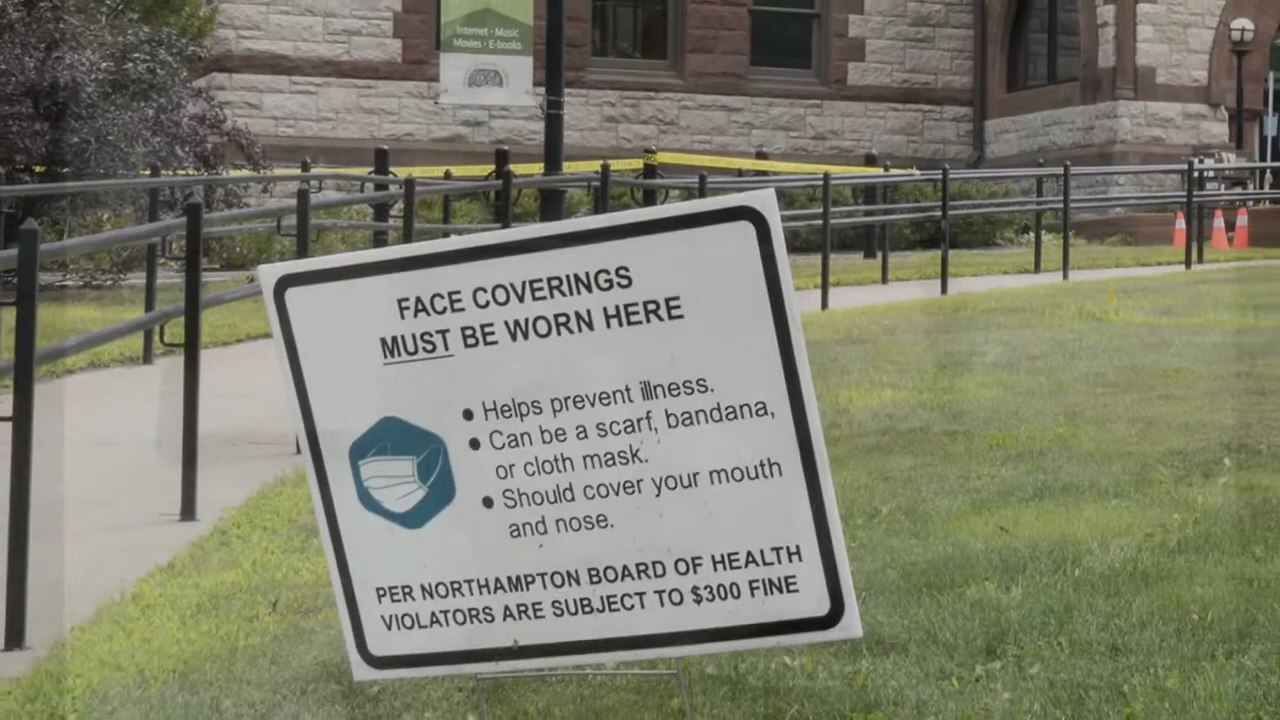 Internet · Music
Movies · E-books
FACE COVERINGS
MUST BE WORN HERE
• Helps prevent illness.
• Can be a scarf, bandana,
or cloth mask.
• Should cover your mouth
and nose.
PER NORTHAMPTON BOARD OF HEALTH
VIOLATORS ARE SUBJECT TO $300 FINE